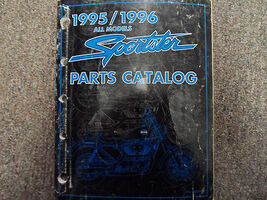 1995/1996
ALL MODELS
Sportster
PARTS CATALOG